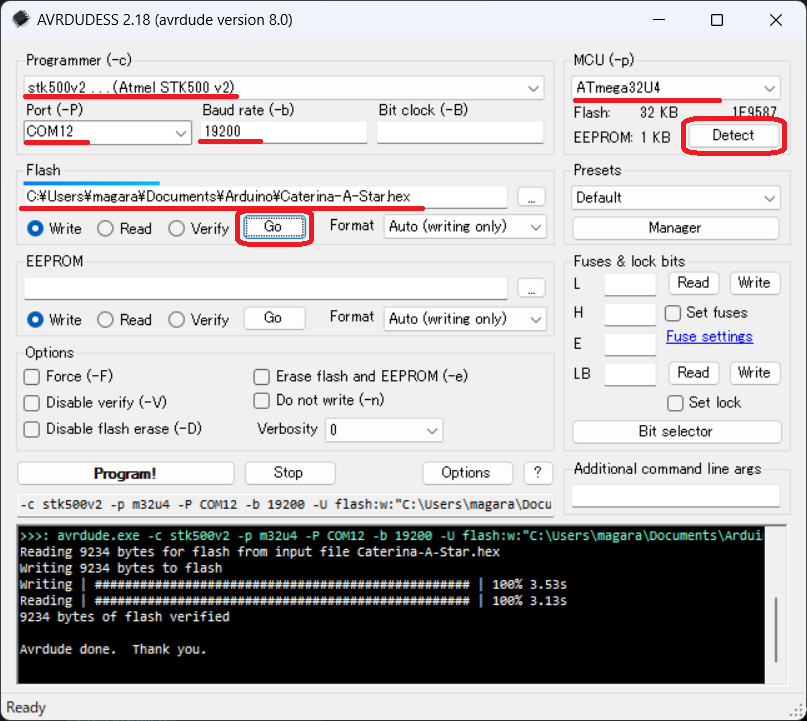 AVRDUDESS 2.18 (avrdude version 8.0)
Programmer (-c)
stk500v2 ... (Atmel STK500 v2)
Port (-P)
Baud rate (-b)
Bit clock (-B)
COM12
19200
MCU (-p)
ATmega32U4
Flash: 32 KB 1E9587
EEPROM: 1 KB
Detect
Flash
C:¥Users¥magara¥Documents¥Arduino¥Caterina-A-Star.hex
...
Write
Read
Verify
Go
Format
Auto (writing only)
Presets
Default
Manager
EEPROM
...
Write
Read
Verify
Go
Format
Auto (writing only)
Fuses & lock bits
L
Read
Write
H
Set fuses
E
Fuse settings
LB
Read
Write
Set lock
Bit selector
Options
Force (-F)
Erase flash and EEPROM (-e)
Disable verify (-V)
Do not write (-n)
Disable flash erase (-D)
Verbosity
0
Program!
Stop
Options
?
Additional command line args
-c stk500v2 -p m32u4 -P COM12 -b 19200 -U flash:w:"C:\Users\magara\Docu
>>>: avrdude.exe -c stk500v2 -p m32u4 -P COM12 -b 19200 -U flash:w:"C:\Users\magara\Documents\Ardui
Reading 9234 bytes for flash from input file Caterina-A-Star.hex
Writing 9234 bytes to flash
Writing | ################################################## | 100% 3.53s
Reading | ################################################## | 100% 3.13s
9234 bytes of flash verified
Avrdude done. Thank you.
Ready